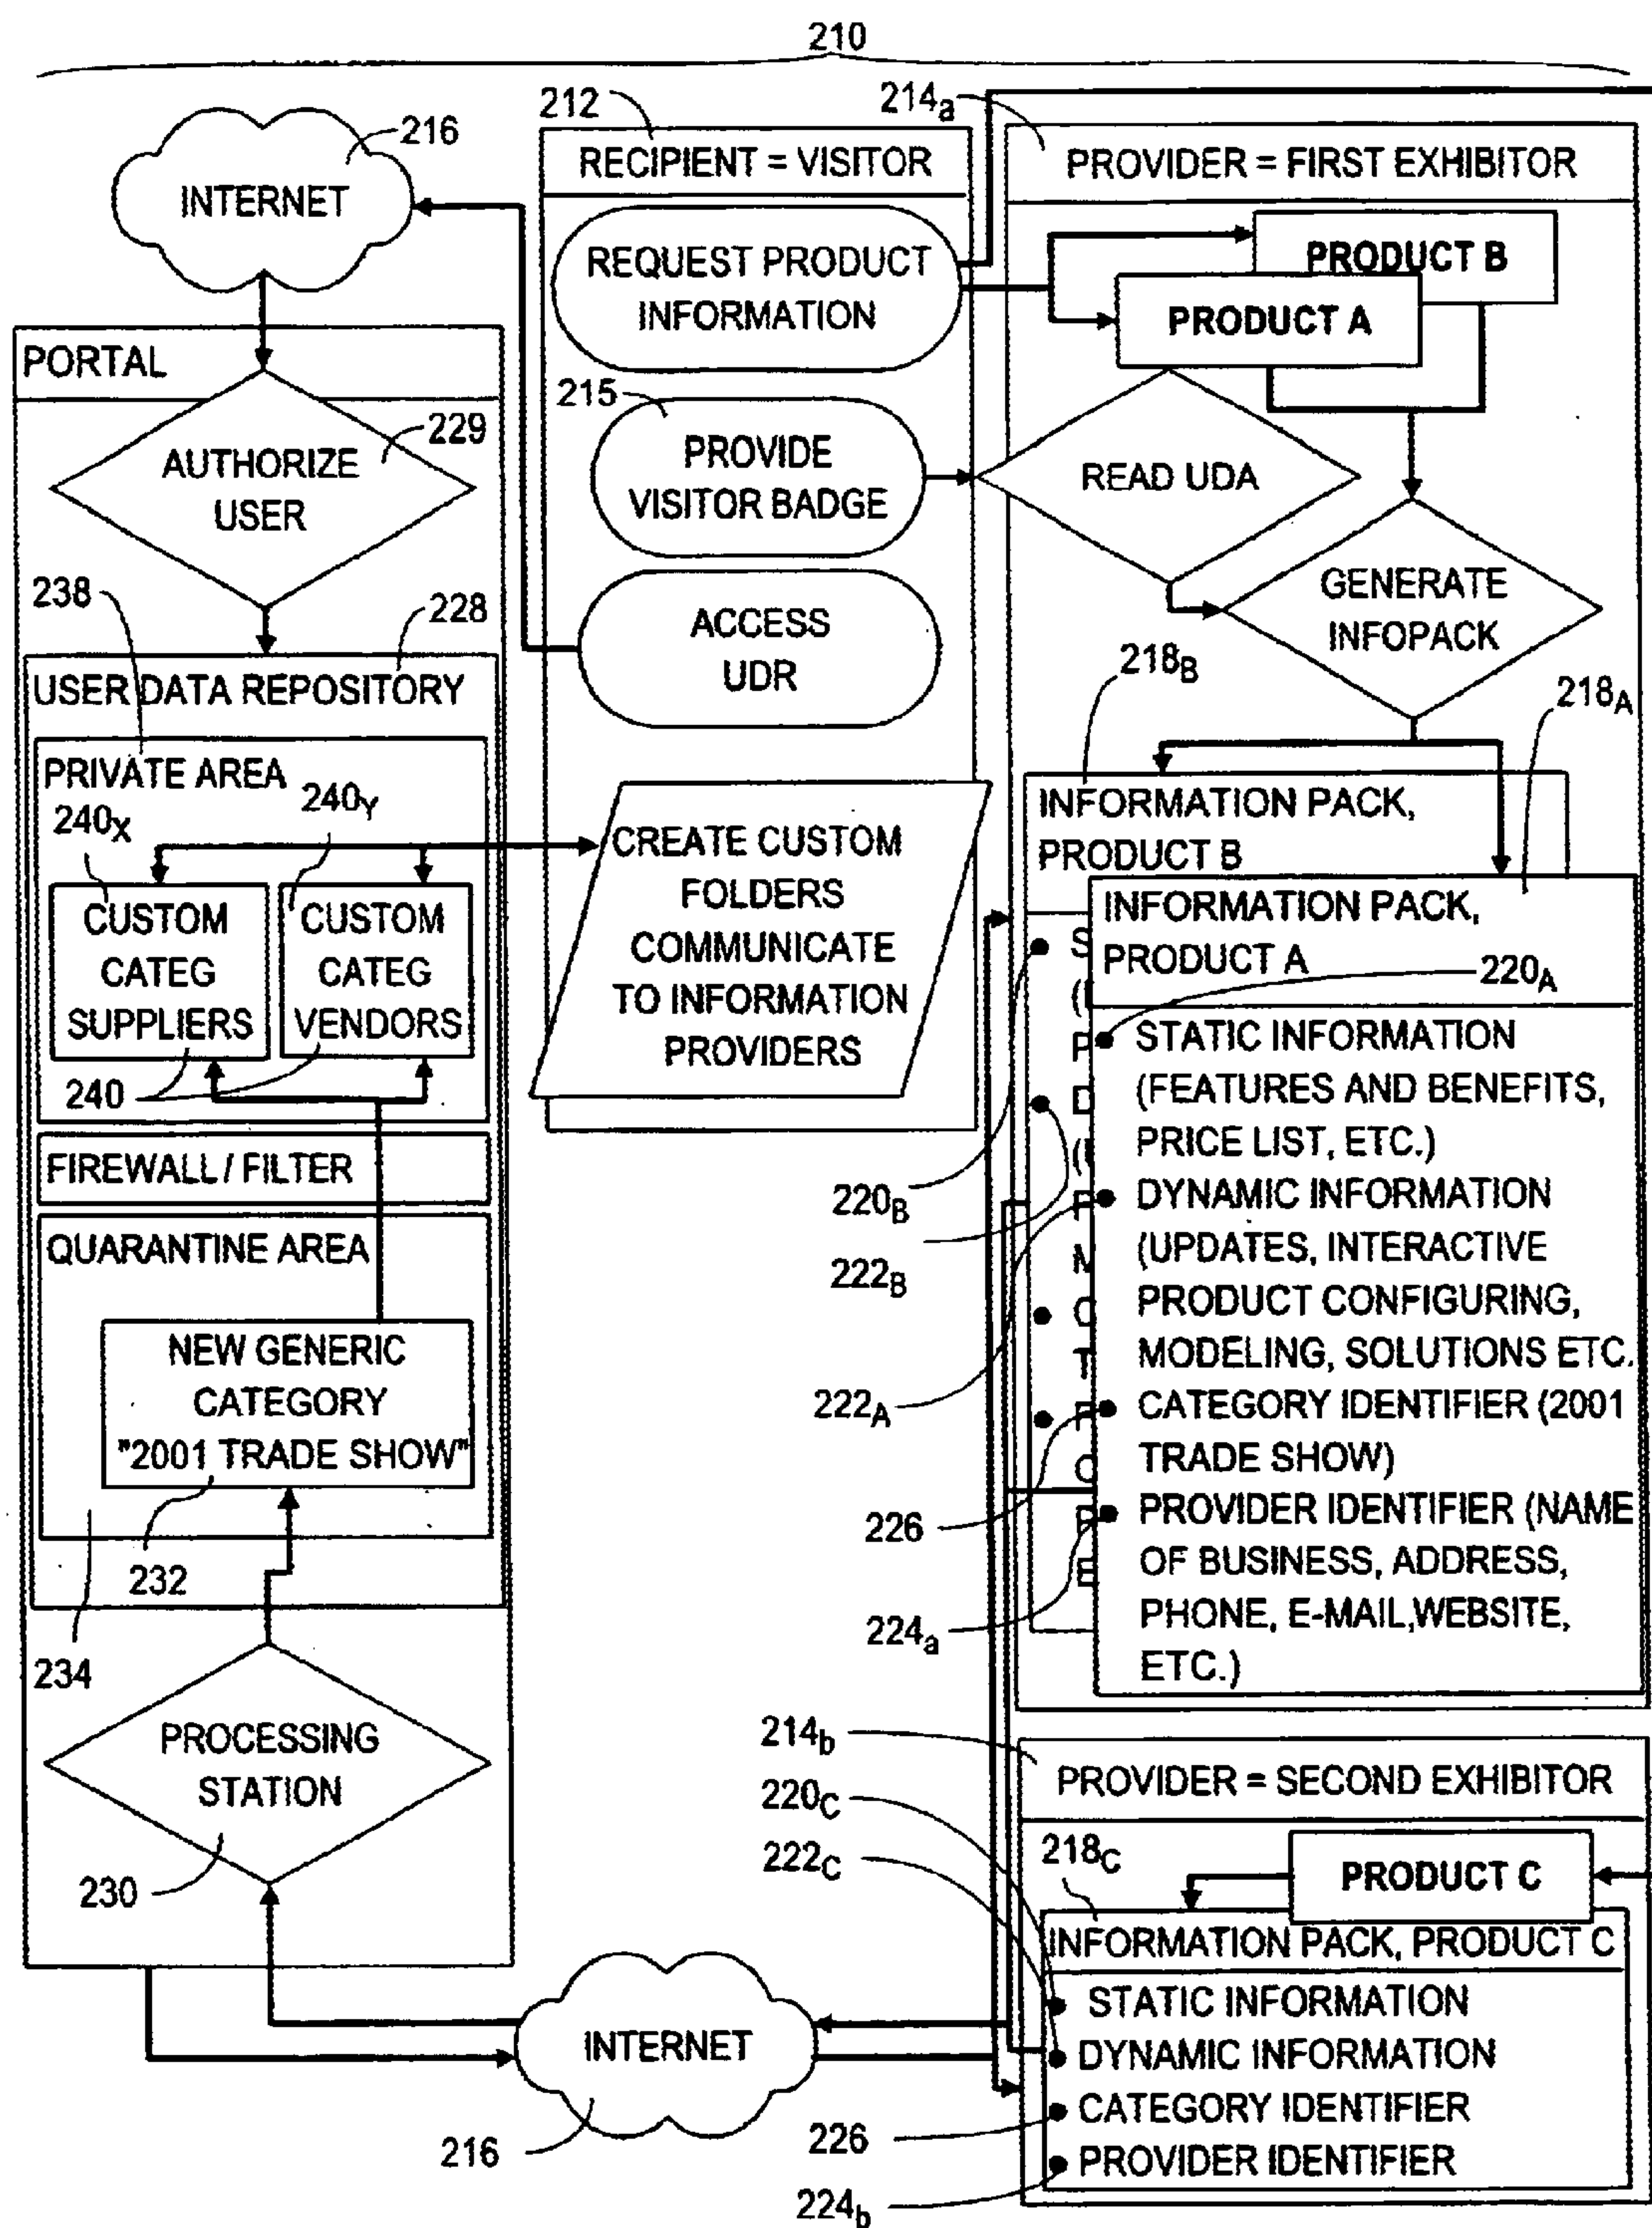 210
216
INTERNET
PORTAL
229
AUTHORIZE
USER
238
228
USER DATA REPOSITORY
PRIVATE AREA
240X
240Y
CUSTOM
CATEG
SUPPLIERS
CUSTOM
CATEG
VENDORS
240
FIREWALL / FILTER
QUARANTINE AREA
NEW GENERIC
CATEGORY
"2001 TRADE SHOW"
232
234
PROCESSING
STATION
230
212
RECIPIENT = VISITOR
REQUEST PRODUCT
INFORMATION
215
PROVIDE
VISITOR BADGE
ACCESS
UDR
CREATE CUSTOM
FOLDERS
COMMUNICATE
TO INFORMATION
PROVIDERS
INTERNET
216
214a
PROVIDER = FIRST EXHIBITOR
PRODUCT B
PRODUCT A
READ UDA
GENERATE
INFOPACK
218B
218A
INFORMATION PACK,
PRODUCT B
INFORMATION PACK,
PRODUCT A
220A
• STATIC INFORMATION
(FEATURES AND BENEFITS,
PRICE LIST, ETC.)
• DYNAMIC INFORMATION
(UPDATES, INTERACTIVE
PRODUCT CONFIGURING,
MODELING, SOLUTIONS ETC.
• CATEGORY IDENTIFIER (2001
TRADE SHOW)
• PROVIDER IDENTIFIER (NAME
OF BUSINESS, ADDRESS,
PHONE, E-MAIL,WEBSITE,
ETC.)
220B
222B
222A
226
224a
214b
PROVIDER = SECOND EXHIBITOR
220C
222C
218C
PRODUCT C
INFORMATION PACK, PRODUCT C
• STATIC INFORMATION
• DYNAMIC INFORMATION
• CATEGORY IDENTIFIER
• PROVIDER IDENTIFIER
226
224b